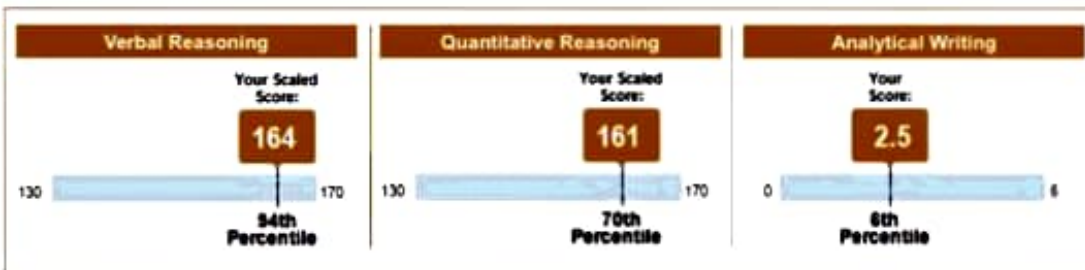 Verbal Reasoning
Your Scaled
Score:
164
130
170
94th
Percentile
Quantitative Reasoning
Your Scaled
Score:
161
130
170
70th
Percentile
Analytical Writing
Your
Score:
2.5
0
6
6th
Percentile